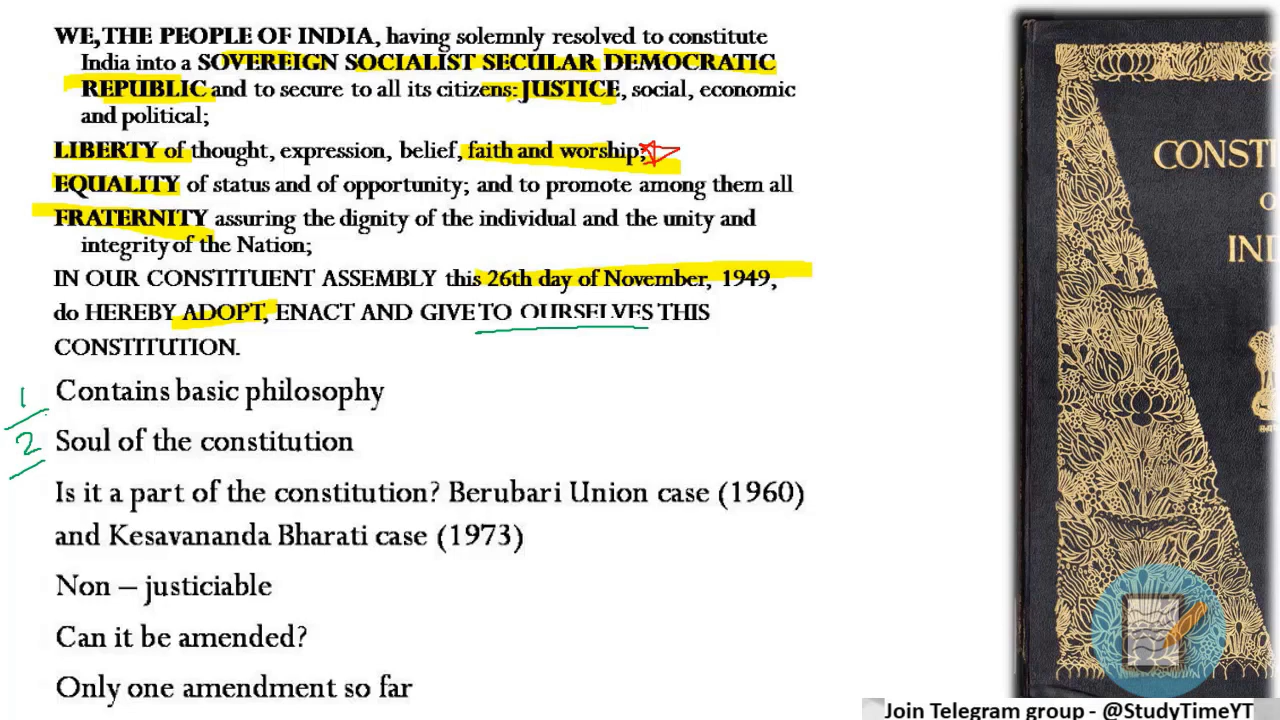 WE, THE PEOPLE OF INDIA, having solemnly resolved to constitute
India into a SOVEREIGN SOCIALIST SECULAR DEMOCRATIC
REPUBLIC and to secure to all its citizens: JUSTICE, social, economic
and political;
LIBERTY of thought, expression, belief, faith and worship;
EQUALITY of status and of opportunity; and to promote among them all
FRATERNITY assuring the dignity of the individual and the unity and
integrity of the Nation;
IN OUR CONSTITUENT ASSEMBLY this 26th day of November, 1949,
do HEREBY ADOPT, ENACT AND GIVE TO OURSELVES THIS
CONSTITUTION.
1 Contains basic philosophy
2 Soul of the constitution
Is it a part of the constitution? Berubari Union case (1960)
and Kesavananda Bharati case (1973)
Non – justiciable
Can it be amended?
Only one amendment so far
CONSTI
O
IND
Join Telegram group - @StudyTimeYT